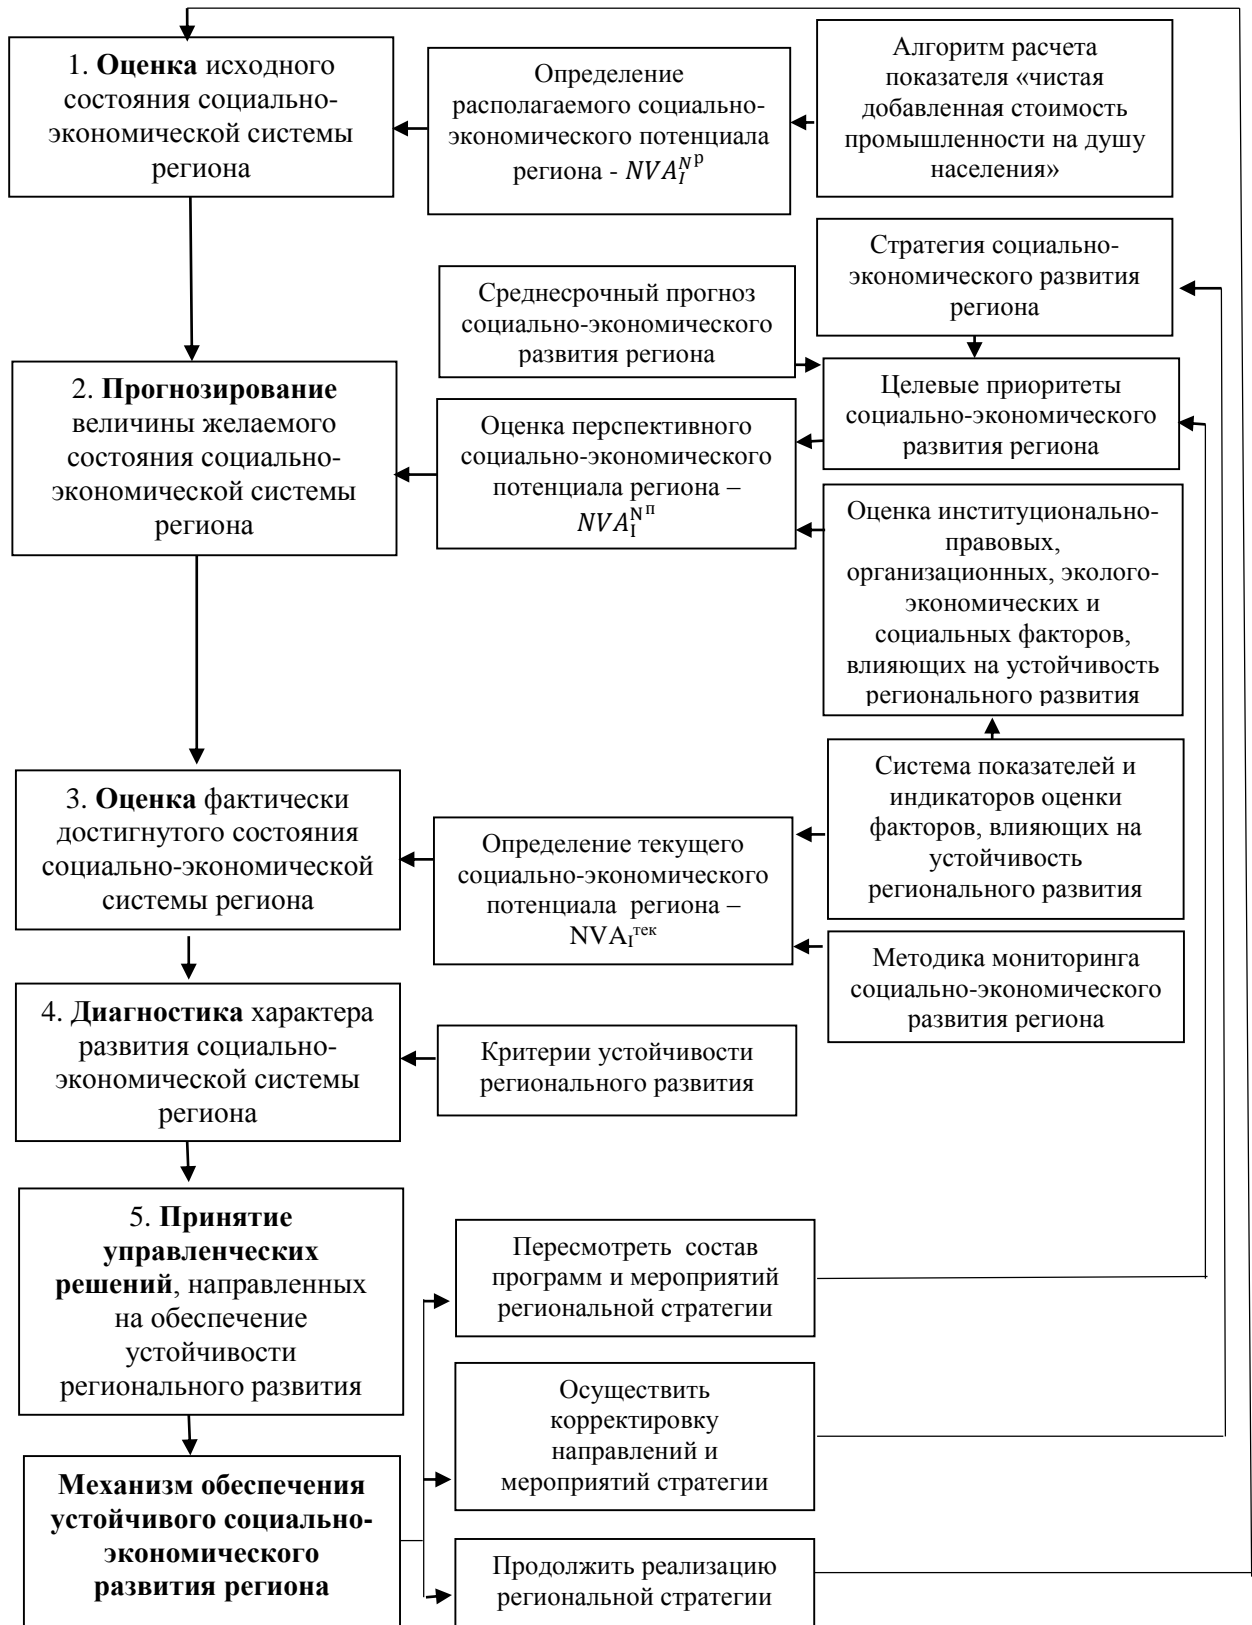 1. Оценка исходного
состояния социально-
экономической системы
региона
Определение
располагаемого социально-
экономического потенциала
региона - NVA_I^{N^р}
Алгоритм расчета
показателя «чистая
добавленная стоимость
промышленности на душу
населения»
Стратегия социально-
экономического развития
региона
Среднесрочный прогноз
социально-экономического
развития региона
Целевые приоритеты
социально-экономического
развития региона
2. Прогнозирование
величины желаемого
состояния социально-
экономической системы
региона
Оценка перспективного
социально-экономического
потенциала региона –
NVA_I^{N^п}
Оценка институционально-
правовых,
организационных, эколого-
экономических и
социальных факторов,
влияющих на устойчивость
регионального развития
3. Оценка фактически
достигнутого состояния
социально-экономической
системы региона
Определение текущего
социально-экономического
потенциала региона –
NVA_I^{тек}
Система показателей и
индикаторов оценки
факторов, влияющих на
устойчивость
регионального развития
Методика мониторинга
социально-экономического
развития региона
4. Диагностика характера
развития социально-
экономической системы
региона
Критерии устойчивости
регионального развития
5. Принятие
управленческих
решений, направленных
на обеспечение
устойчивости
регионального развития
Пересмотреть состав
программ и мероприятий
региональной стратегии
Осуществить
корректировку
направлений и
мероприятий стратегии
Механизм обеспечения
устойчивого социально-
экономического
развития региона
Продолжить реализацию
региональной стратегии